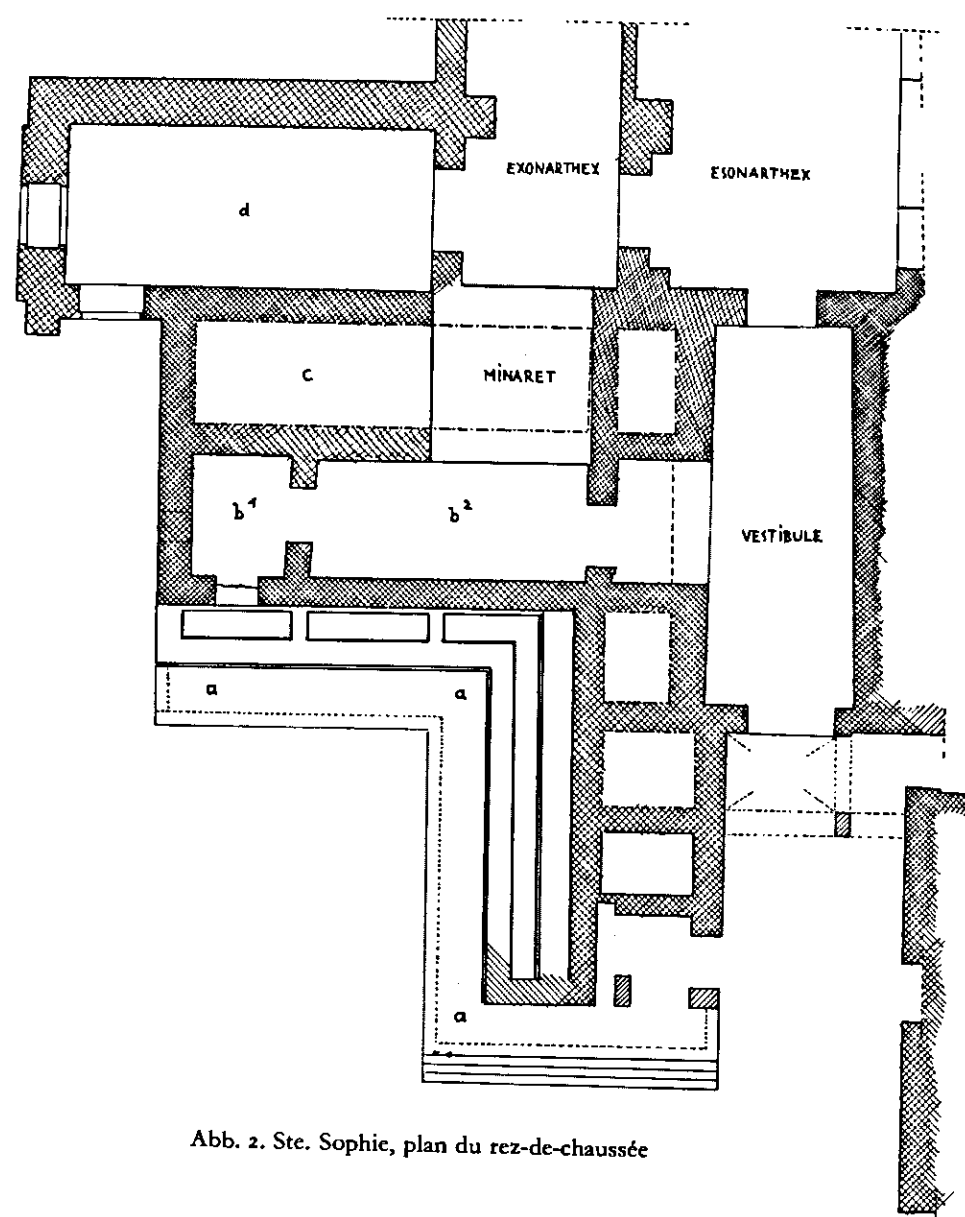 EXONARTHEX
ESONARTHEX
d
C
MINARET
b¹
b²
VESTIBULE
a
a
a
Abb. 2. Ste. Sophie, plan du rez-de-chaussée